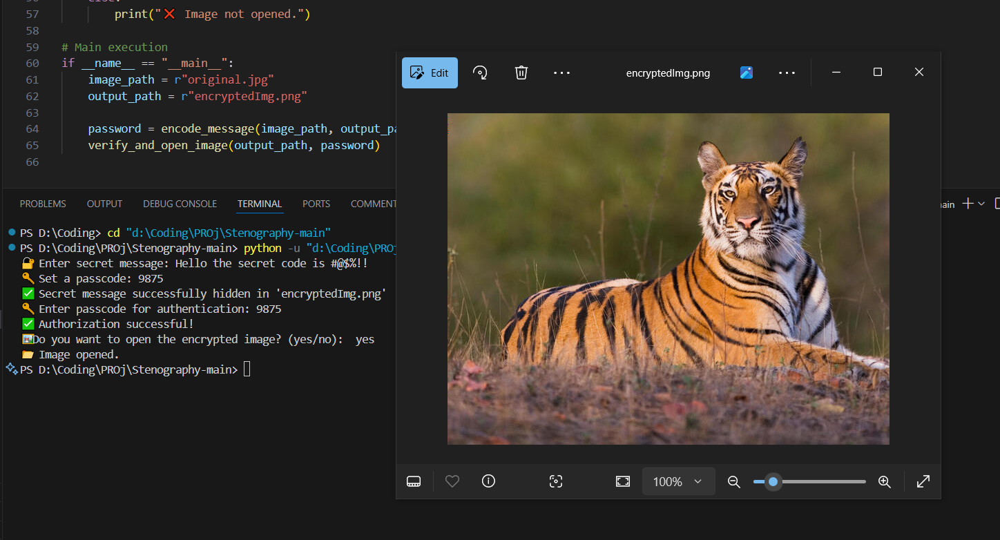 57 print("❌ Image not opened.")
58
59 # Main execution
60 if __name__ == "__main__":
61 image_path = r"original.jpg"
62 output_path = r"encryptedImg.png"
63
64 password = encode_message(image_path, output_pa
65 verify_and_open_image(output_path, password)
66
Edit
encryptedImg.png
PROBLEMS OUTPUT DEBUG CONSOLE TERMINAL PORTS COMMENT
ain
PS D:\Coding> cd "d:\Coding\PROj\Stenography-main"
PS D:\Coding\PROj\Stenography-main> python -u "d:\Coding\PROj
🔐 Enter secret message: Hello the secret code is #@$%!!
🔑 Set a passcode: 9875
✅ Secret message successfully hidden in 'encryptedImg.png'
🔑 Enter passcode for authentication: 9875
✅ Authorization successful!
🖼️Do you want to open the encrypted image? (yes/no):  yes
📂 Image opened.
PS D:\Coding\PROj\Stenography-main>
100%